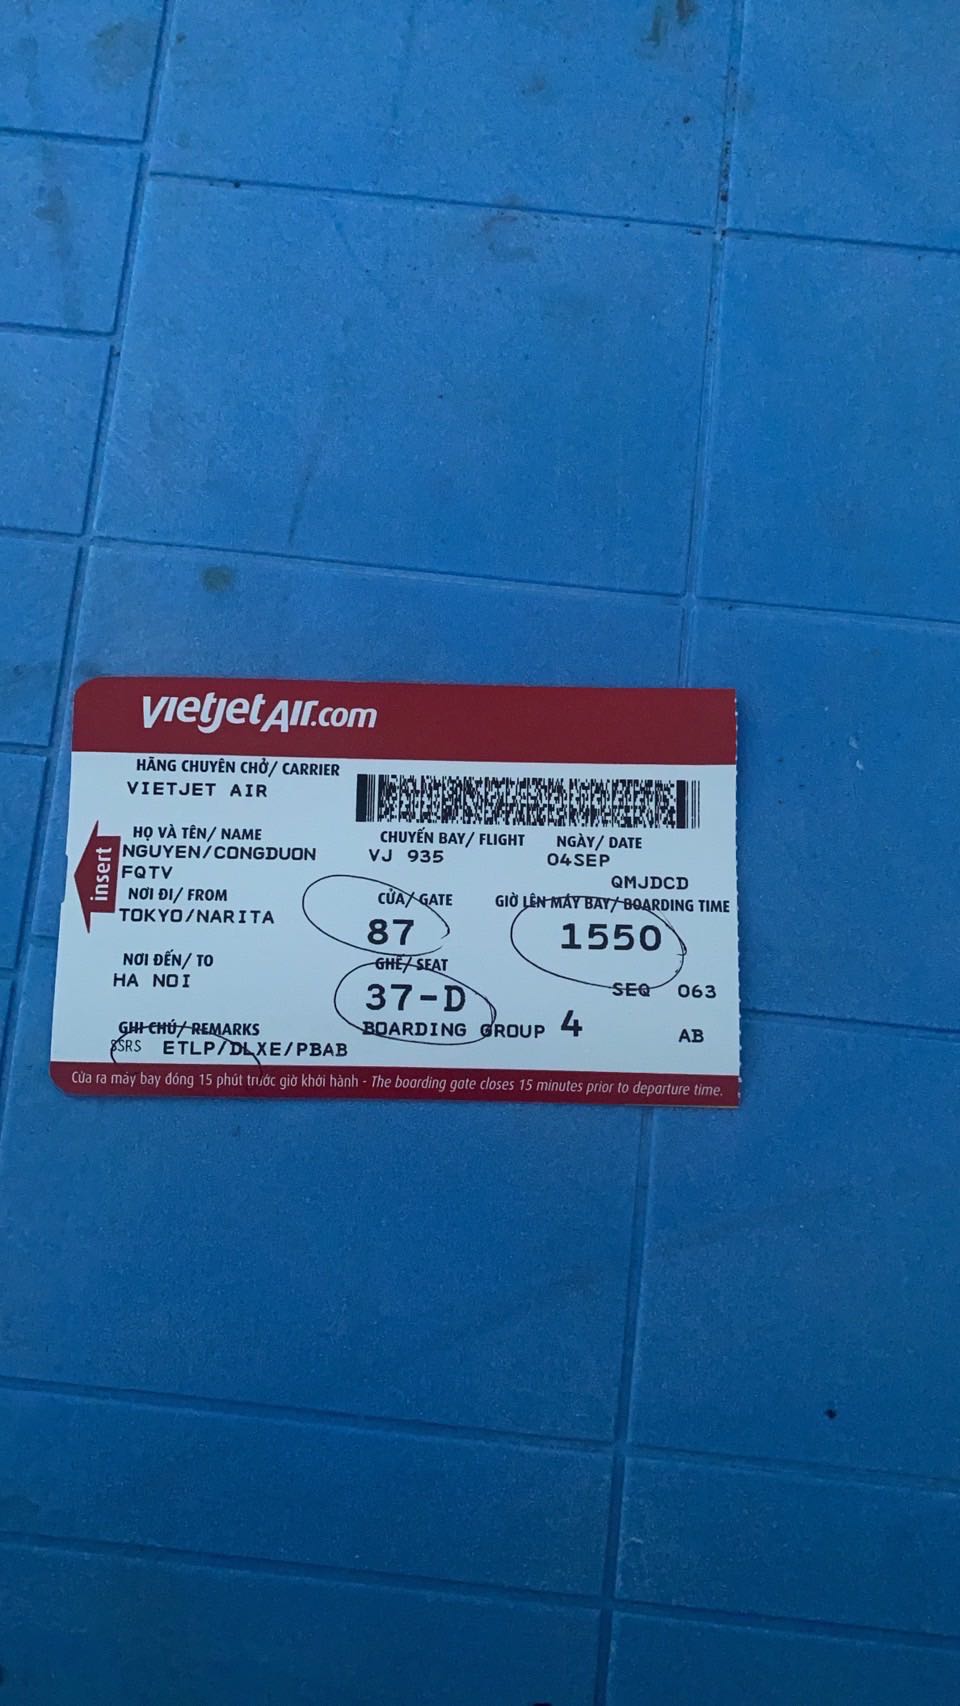 vietjetAir.com
HÃNG CHUYÊN CHỞ/ CARRIER
VIETJET AIR
HỌ VÀ TÊN/ NAME
NGUYEN/CONGDUON
FQTV
CHUYẾN BAY/ FLIGHT
VJ 935
NGÀY/ DATE
04SEP
QMJDCD
insert
NƠI ĐI/ FROM
TOKYO/NARITA
CỬA/ GATE
87
GIỜ LÊN MÁY BAY/ BOARDING TIME
1550
NƠI ĐẾN/ TO
HA NOI
GHẾ/ SEAT
37-D
SEQ 063
BOARDING GROUP 4
AB
GHI CHÚ/ REMARKS
SSRS ETLP/DLXE/PBAB
Cửa ra máy bay đóng 15 phút trước giờ khởi hành - The boarding gate closes 15 minutes prior to departure time.